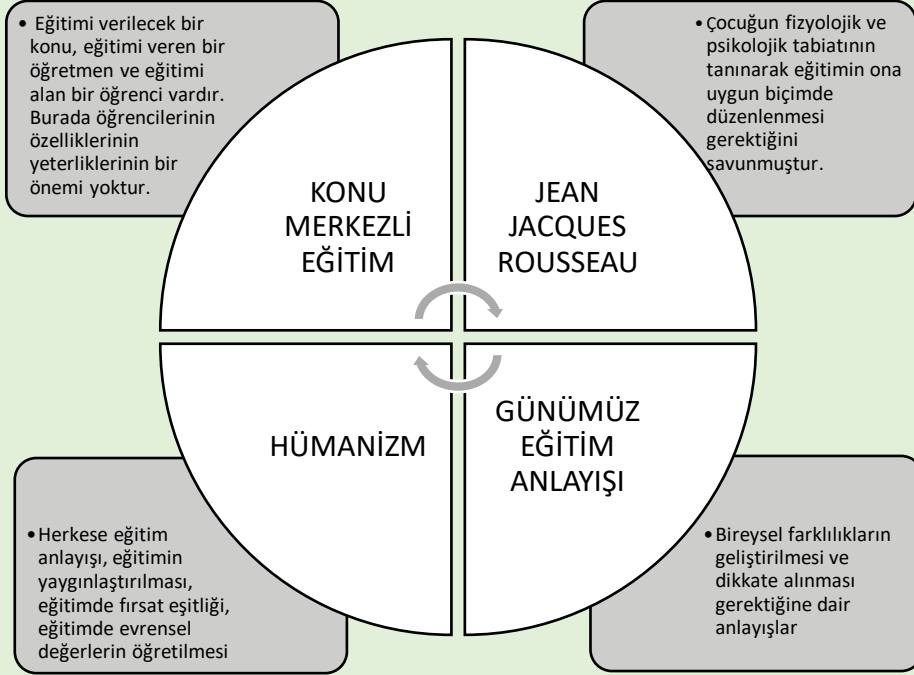 • Eğitimi verilecek bir
konu, eğitimi veren bir
öğretmen ve eğitimi
alan bir öğrenci vardır.
Burada öğrencilerinin
özelliklerinin
yeterliklerinin bir
önemi yoktur.
• Çocuğun fizyolojik ve
psikolojik tabiatının
tanınarak eğitimin ona
uygun biçimde
düzenlenmesi
gerektiğini
savunmuştur.
KONU
MERKEZLİ
EĞİTİM
JEAN
JACQUES
ROUSSEAU
HÜMANİZM
GÜNÜMÜZ
EĞİTİM
ANLAYIŞI
• Herkese eğitim
anlayışı, eğitimin
yaygınlaştırılması,
eğitimde fırsat eşitliği,
eğitimde evrensel
değerlerin öğretilmesi
• Bireysel farklılıkların
geliştirilmesi ve
dikkate alınması
gerektiğine dair
anlayışlar